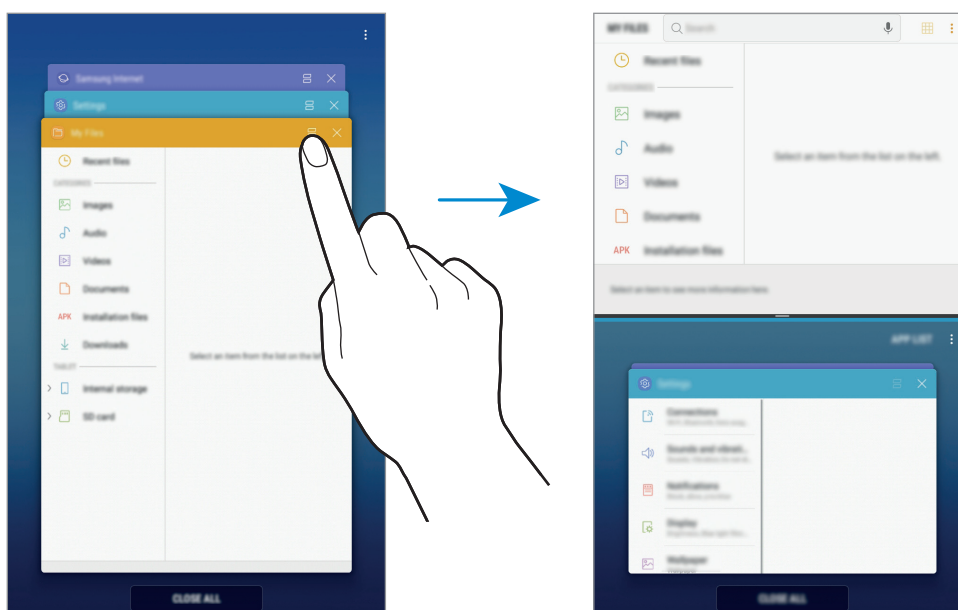 Samsung Internet
Settings
My Files
Recent files
CATEGORIES
Images
Audio
Videos
Documents
APK Installation files
Downloads
TABLET
Internal storage
SD card
Select an item from the list on the left.
CLOSE ALL
MY FILES
Search
Recent files
CATEGORIES
Images
Audio
Videos
Documents
APK Installation files
Select an item from the list on the left.
Select an item to see more information here.
APP LIST
Settings
Connections
Sounds and vibrati...
Notifications
Display
Wallpaper
CLOSE ALL